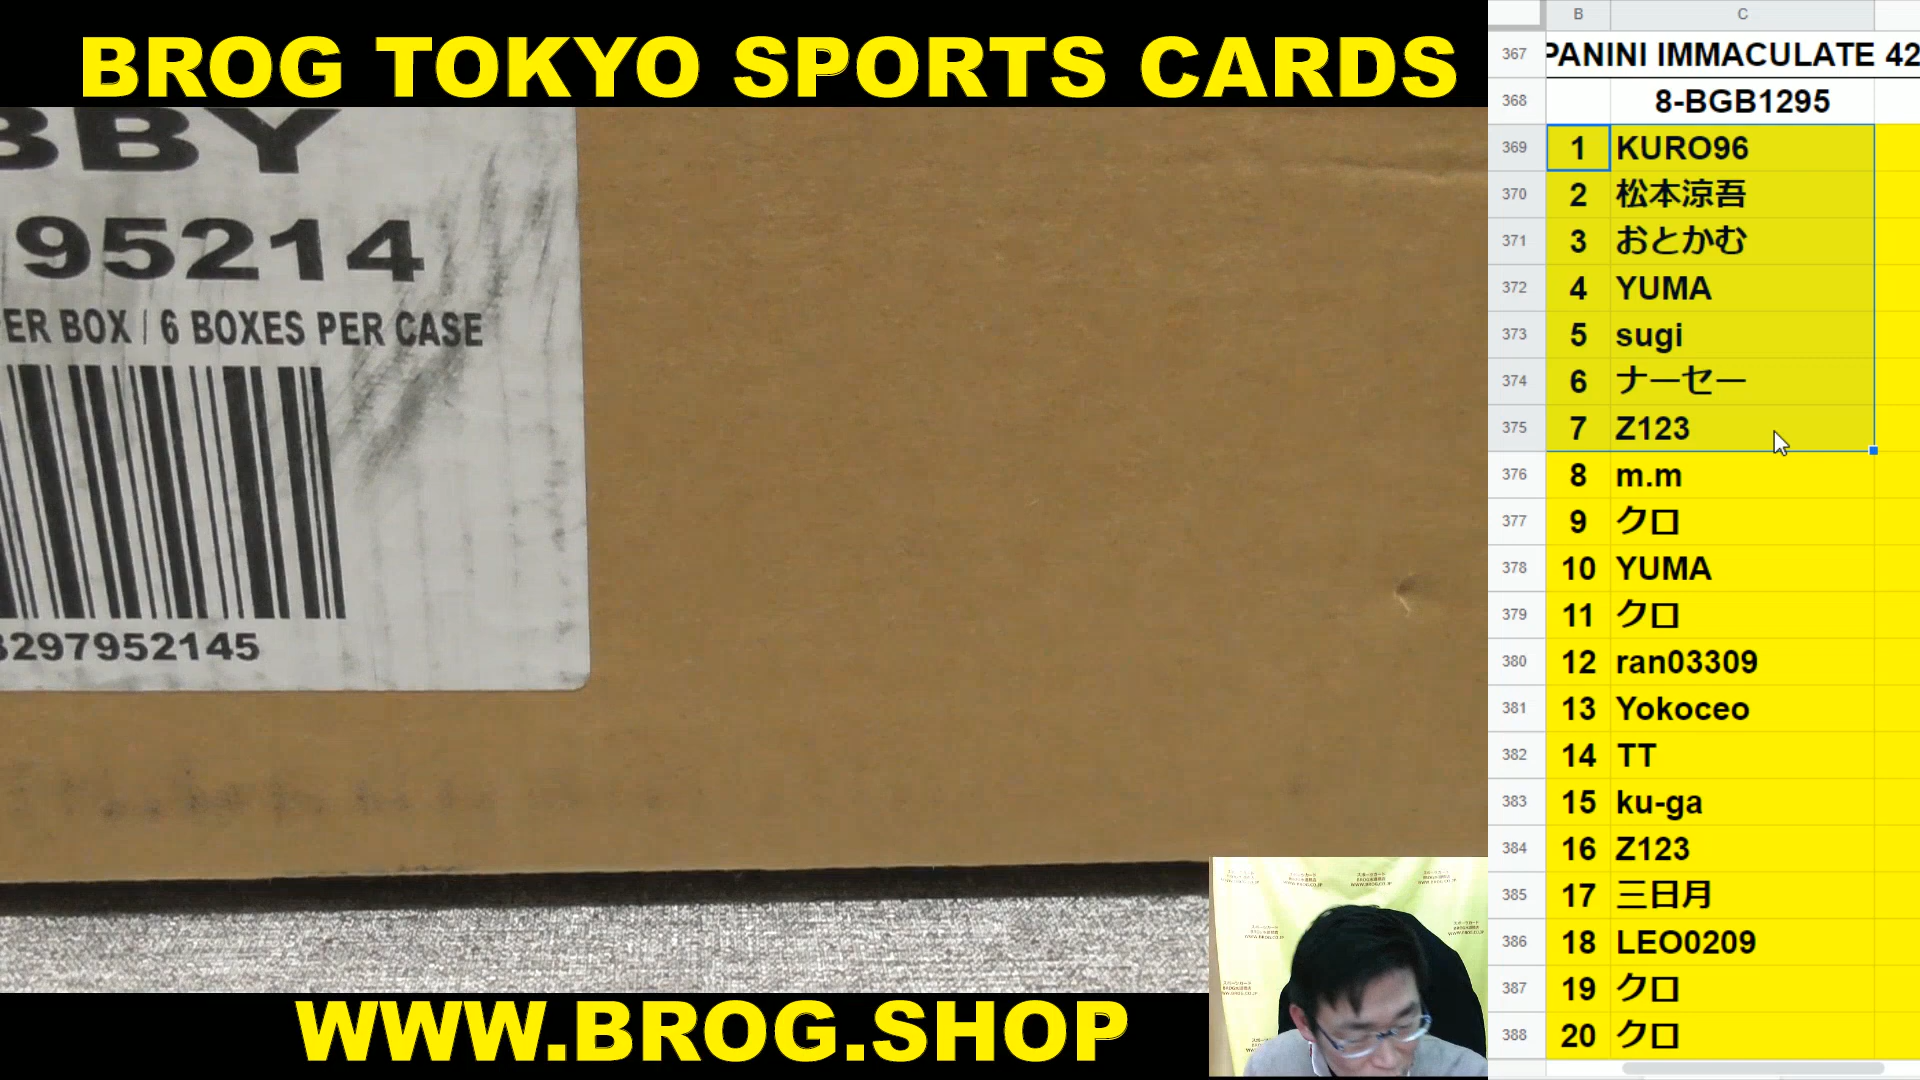 BROG TOKYO SPORTS CARDS
BBY
95214
ER BOX / 6 BOXES PER CASE
297952145
WWW.BROG.SHOP
B C
367 PANINI IMMACULATE 42
368 8-BGB1295
369 1 KURO96
370 2 松本涼吾
371 3 おとかむ
372 4 YUMA
373 5 sugi
374 6 ナーセー
375 7 Z123
376 8 m.m
377 9 クロ
378 10 YUMA
379 11 クロ
380 12 ran03309
381 13 Yokoceo
382 14 TT
383 15 ku-ga
384 16 Z123
385 17 三日月
386 18 LEO0209
387 19 クロ
388 20 クロ